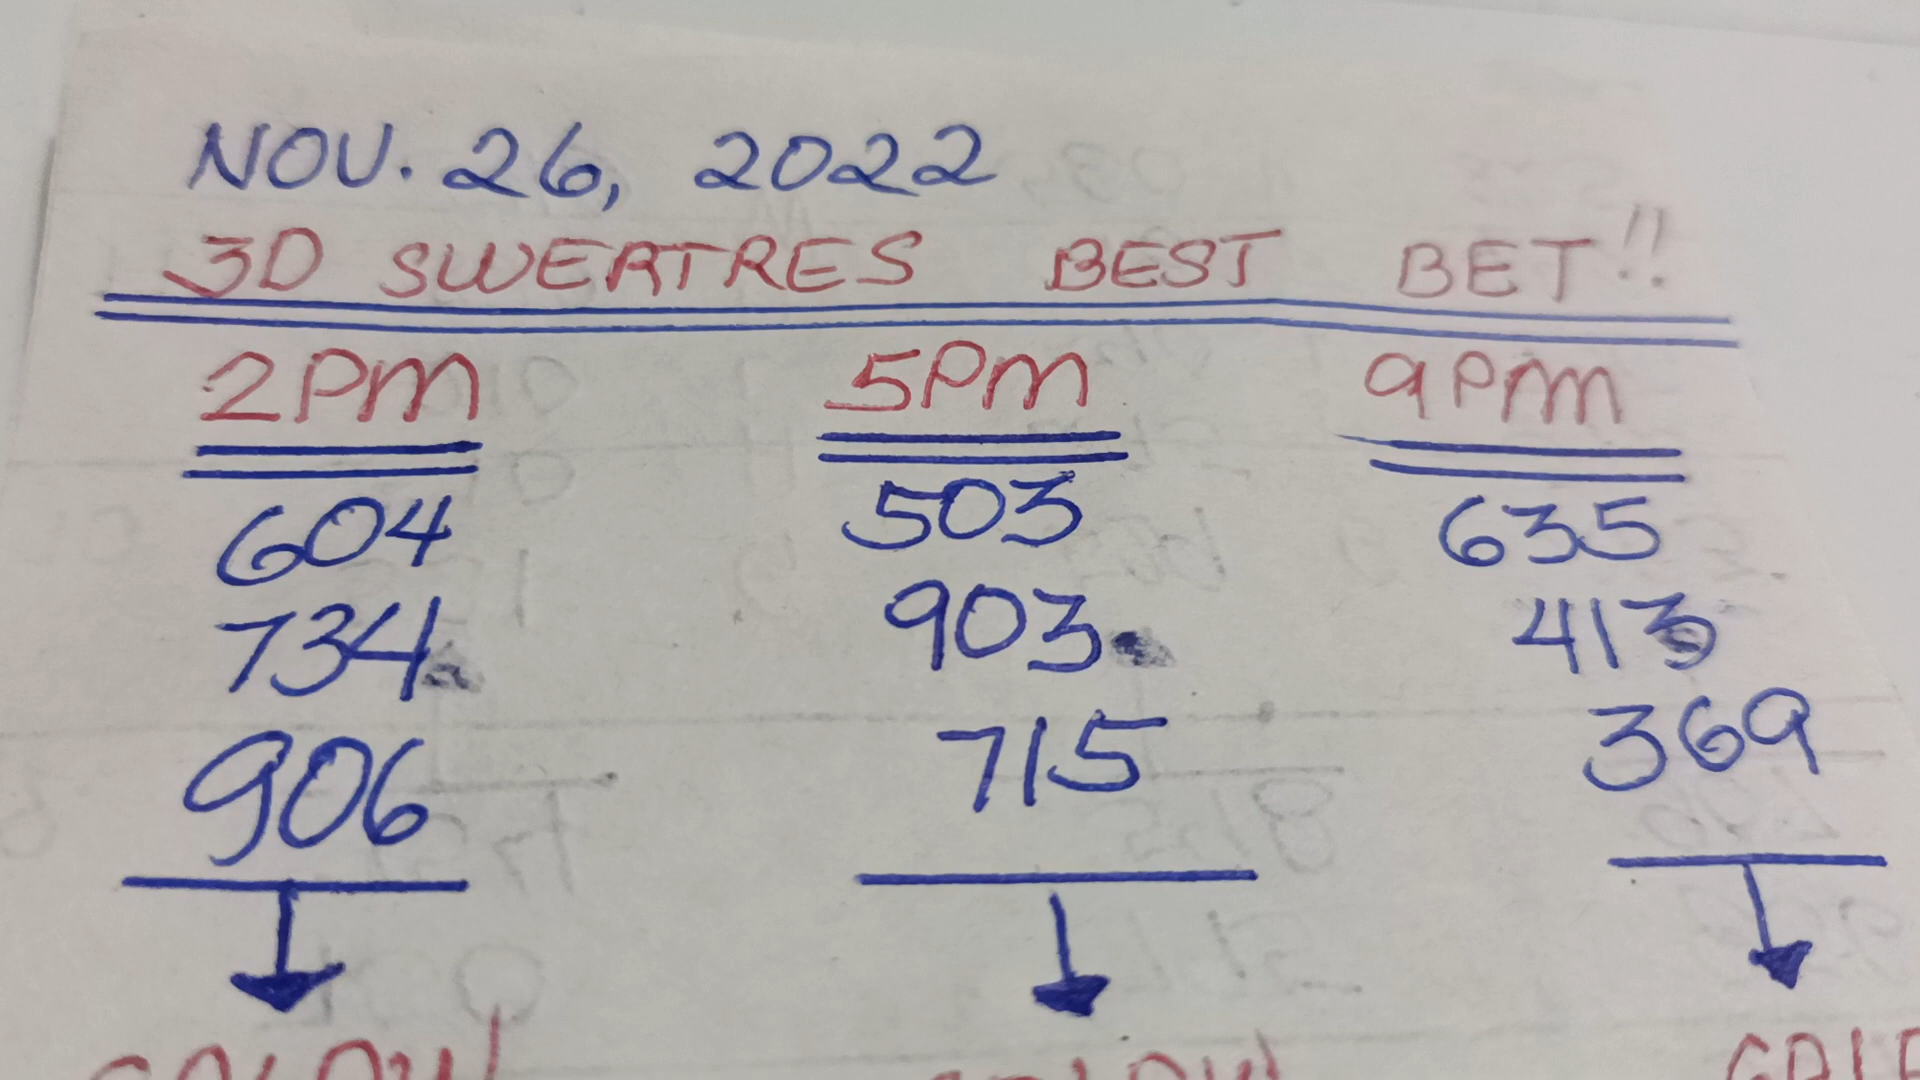 NOV. 26, 2022
3D SWERTRES BEST BET!!
2PM 5PM 9PM
604 503 635
734 903 413
906 715 369